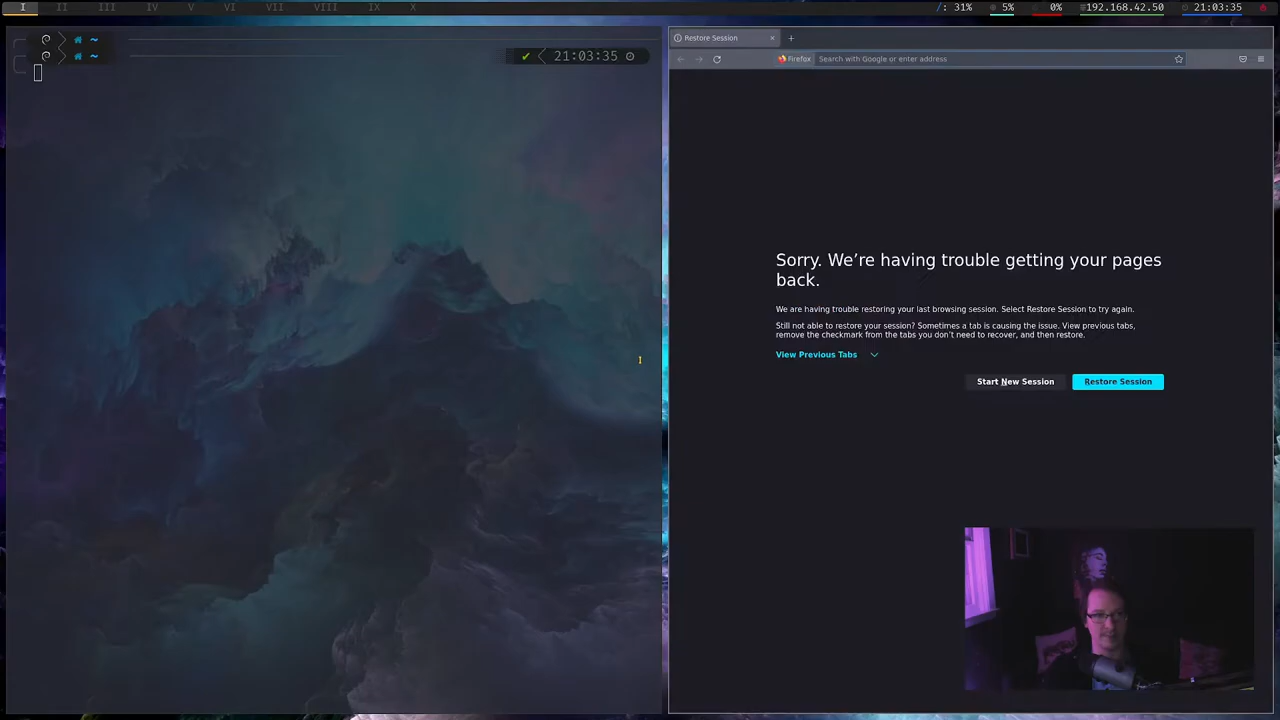 I II III IV V VI VII VIII IX X
/: 31% 5% 0% 192.168.42.50 21:03:35
~
~ ✔ 21:03:35
Restore Session
Firefox Search with Google or enter address
Sorry. We’re having trouble getting your pages
back.
We are having trouble restoring your last browsing session. Select Restore Session to try again.
Still not able to restore your session? Sometimes a tab is causing the issue. View previous tabs,
remove the checkmark from the tabs you don’t need to recover, and then restore.
View Previous Tabs
Start New Session
Restore Session